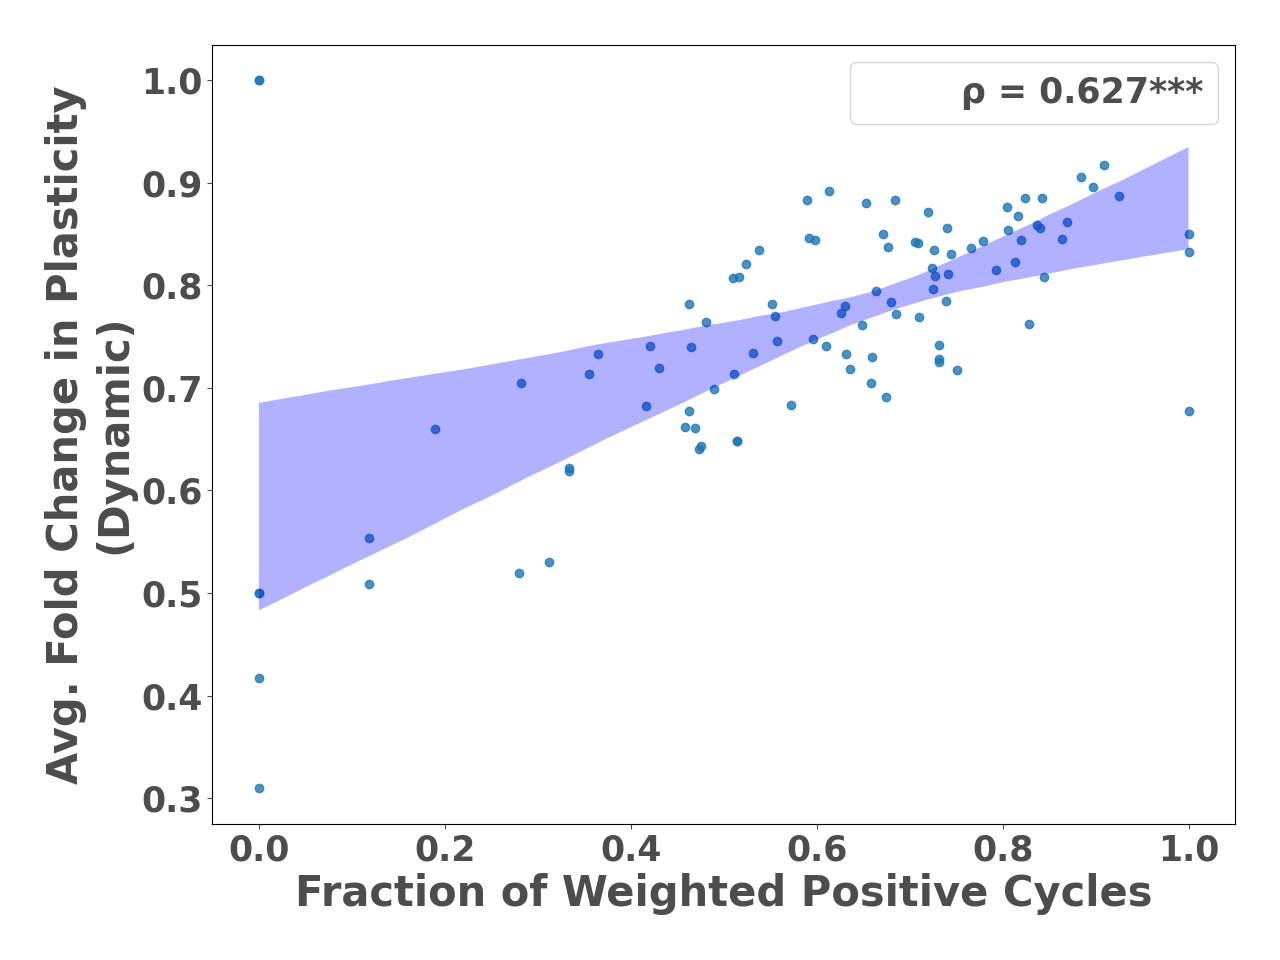 Avg. Fold Change in Plasticity
(Dynamic)
1.0
0.9
0.8
0.7
0.6
0.5
0.4
0.3
ρ = 0.627***
0.0 0.2 0.4 0.6 0.8 1.0
Fraction of Weighted Positive Cycles